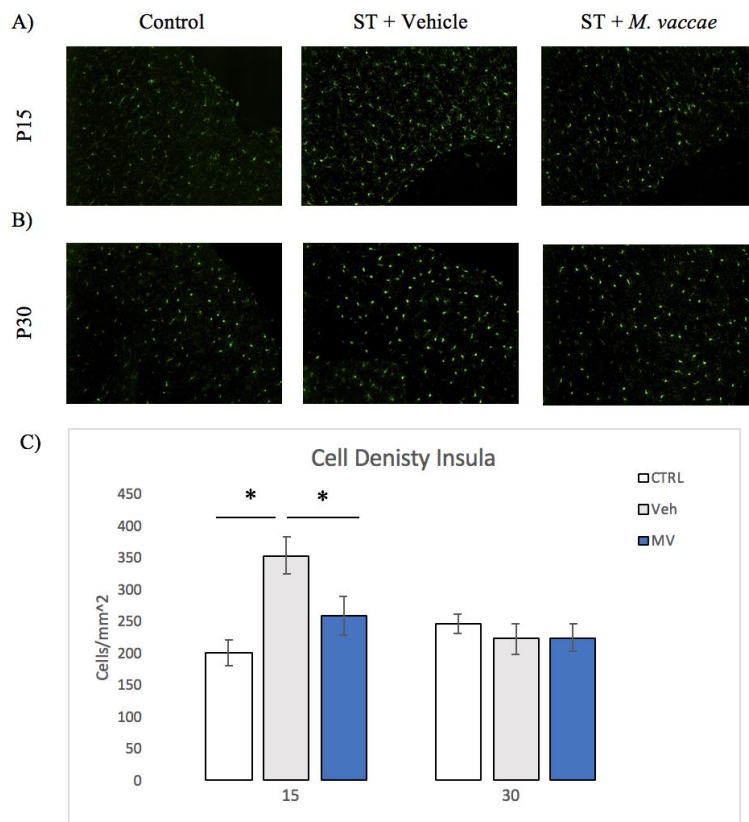 A)
Control
ST + Vehicle
ST + M. vaccae
P15
B)
P30
C)
Cell Denisty Insula
CTRL
Veh
MV
*
*
Cells/mm^2
450
400
350
300
250
200
150
100
50
0
15
30